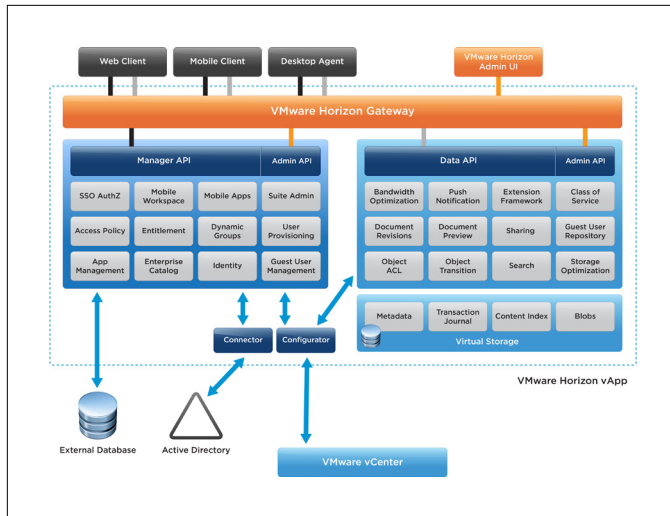 Web Client
Mobile Client
Desktop Agent
VMware Horizon
Admin UI
VMware Horizon Gateway
Manager API
Admin API
Data API
Admin API
SSO AuthZ
Mobile
Workspace
Mobile Apps
Suite Admin
Access Policy
Entitlement
Dynamic
Groups
User
Provisioning
App
Management
Enterprise
Catalog
Identity
Guest User
Management
Bandwidth
Optimization
Push
Notification
Extension
Framework
Class of
Service
Document
Revisions
Document
Preview
Sharing
Guest User
Repository
Object
ACL
Object
Transition
Search
Storage
Optimization
Metadata
Transaction
Journal
Content Index
Blobs
Virtual Storage
Connector
Configurator
VMware Horizon vApp
External Database
Active Directory
VMware vCenter